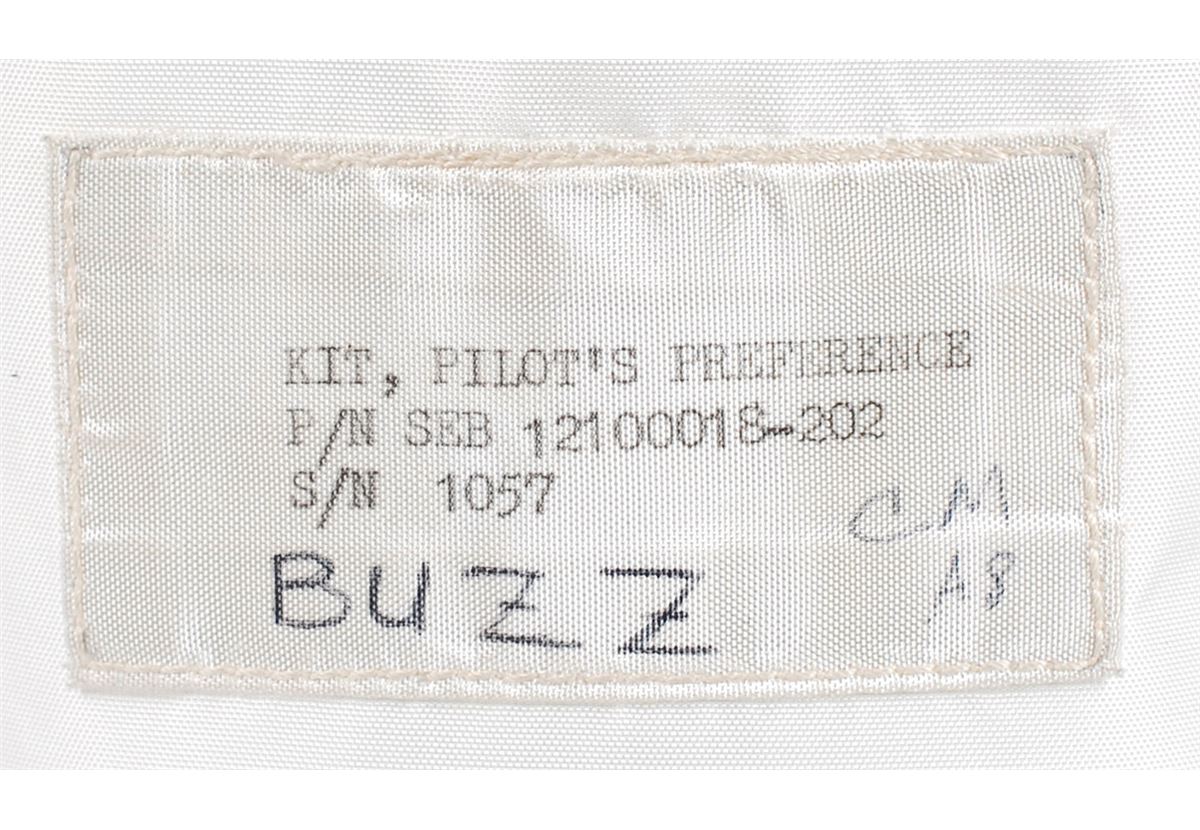 KIT, PILOT'S PREFERENCE
P/N SEB 12100018-202
S/N 1057
CM
BUZZ
A8